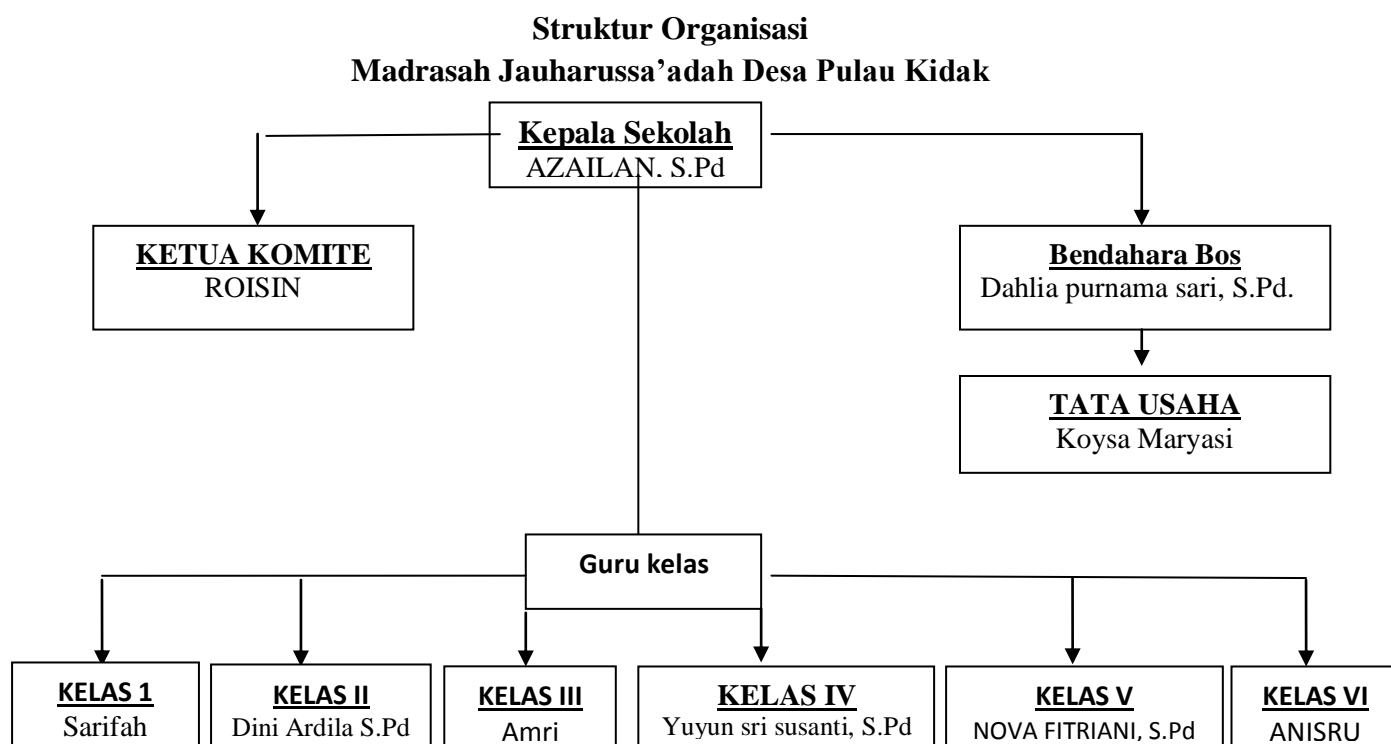 Struktur Organisasi
Madrasah Jauharussa’adah Desa Pulau Kidak
Kepala Sekolah
AZAILAN, S.Pd
KETUA KOMITE
ROISIN
Bendahara Bos
Dahlia purnama sari, S.Pd.
TATA USAHA
Koysa Maryasi
Guru kelas
KELAS 1
Sarifah
KELAS II
Dini Ardila S.Pd
KELAS III
Amri
KELAS IV
Yuyun sri susanti, S.Pd
KELAS V
NOVA FITRIANI, S.Pd
KELAS VI
ANISRU